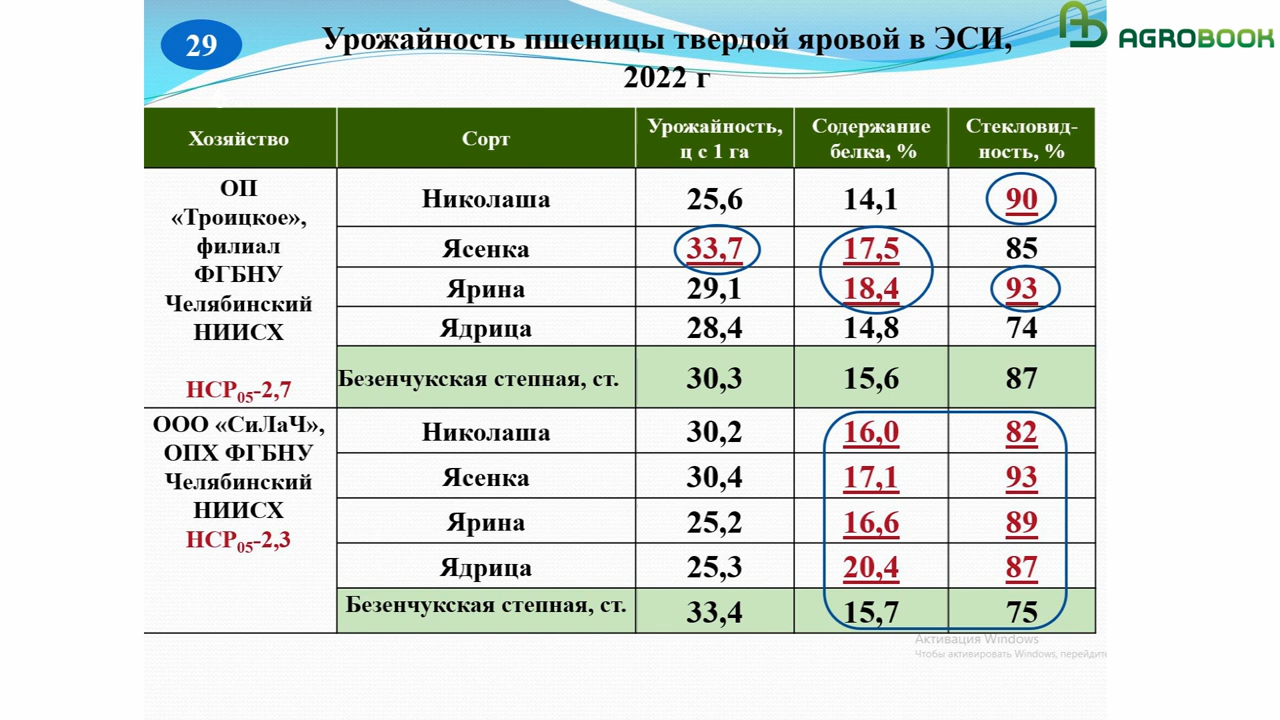 29
Урожайность пшеницы твердой яровой в ЭСИ,
2022 г
AGROBOOK
Хозяйство
Сорт
Урожайность,
ц с 1 га
Содержание
белка, %
Стекловид-
ность, %
ОП
«Троицкое»,
филиал
ФГБНУ
Челябинский
НИИСХ
НСР05-2,7
Николаша 25,6 14,1 90
Ясенка 33,7 17,5 85
Ярина 29,1 18,4 93
Ядрица 28,4 14,8 74
Безенчукская степная, ст. 30,3 15,6 87
ООО «СиЛаЧ»,
ОПХ ФГБНУ
Челябинский
НИИСХ
НСР05-2,3
Николаша 30,2 16,0 82
Ясенка 30,4 17,1 93
Ярина 25,2 16,6 89
Ядрица 25,3 20,4 87
Безенчукская степная, ст. 33,4 15,7 75
Активация Windows
Чтобы активировать Windows, перейдите